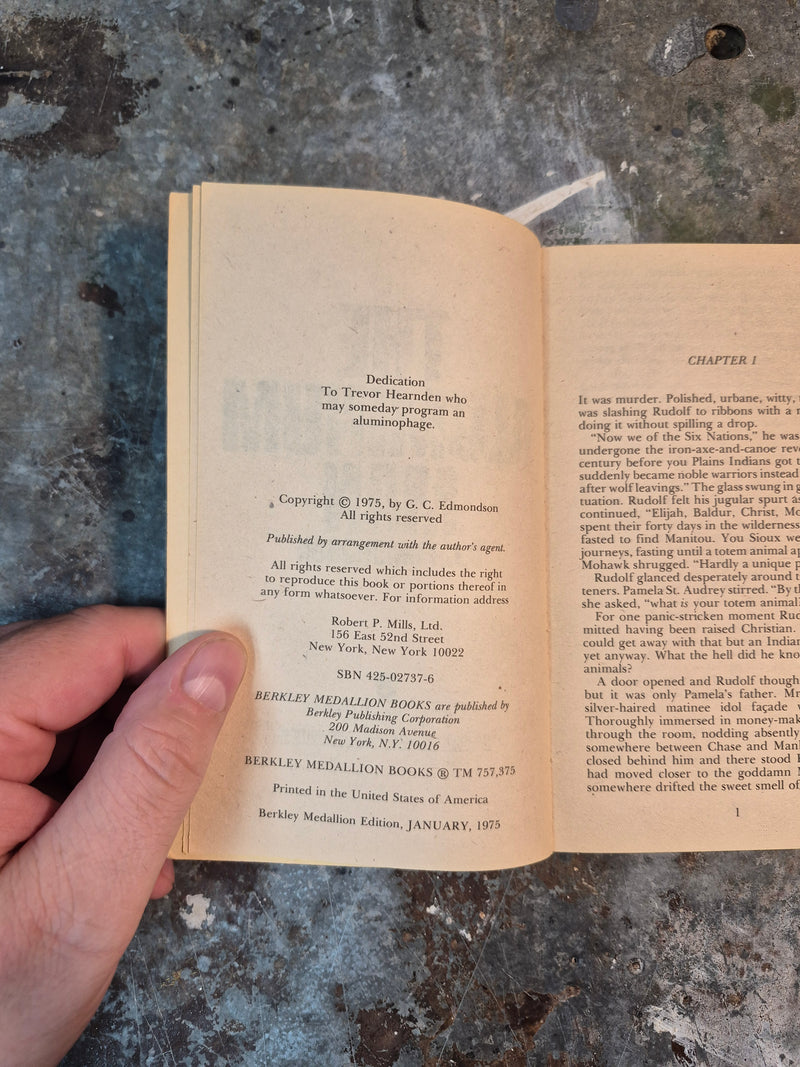 Dedication
To Trevor Hearnden who
may someday program an
aluminophage.
Copyright © 1975, by G. C. Edmondson
All rights reserved
Published by arrangement with the author's agent.
All rights reserved which includes the right
to reproduce this book or portions thereof in
any form whatsoever. For information address
Robert P. Mills, Ltd.
156 East 52nd Street
New York, New York 10022
SBN 425-02737-6
BERKLEY MEDALLION BOOKS are published by
Berkley Publishing Corporation
200 Madison Avenue
New York, N.Y. 10016
BERKLEY MEDALLION BOOKS ® TM 757,375
Printed in the United States of America
Berkley Medallion Edition, JANUARY, 1975
CHAPTER 1
It was murder. Polished, urbane, witty,
was slashing Rudolf to ribbons with a
doing it without spilling a drop.
"Now we of the Six Nations," he was
undergone the iron-axe-and-canoe
century before you Plains Indians got
suddenly became noble warriors instead
after wolf leavings." The glass swung in
tuation. Rudolf felt his jugular spurt
continued, "Elijah, Baldur, Christ,
spent their forty days in the wilderness
fasted to find Manitou. You Sioux
journeys, fasting until a totem animal
Mohawk shrugged. "Hardly a unique
Rudolf glanced desperately around
teners. Pamela St. Audrey stirred. "By
she asked, "what is your totem
For one panic-stricken moment
mitted having been raised Christian.
could get away with that but an
yet anyway. What the hell did he
animals?
A door opened and Rudolf
but it was only Pamela's father.
silver-haired matinee idol façade
Thoroughly immersed in
through the room, nodding
somewhere between Chase and
closed behind him and there stood
had moved closer to the goddamn
somewhere drifted the sweet smell of
1